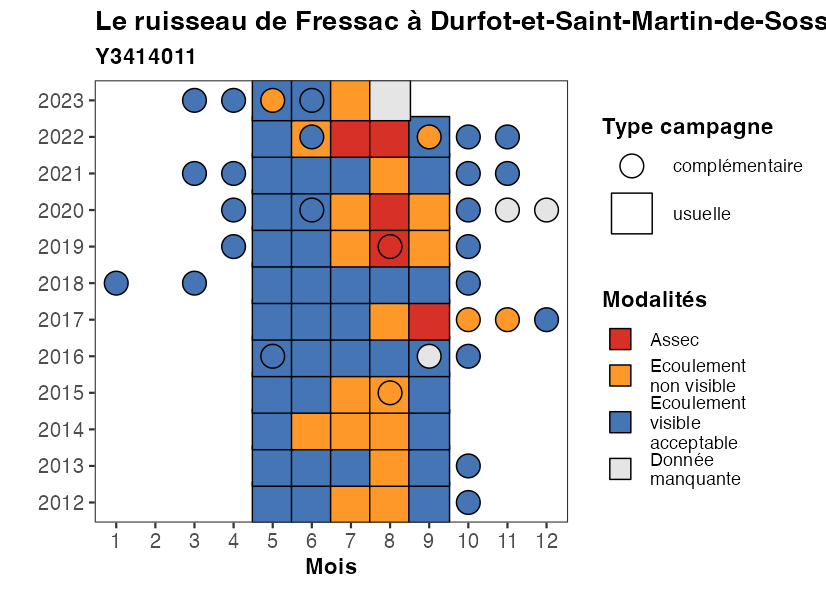 Le ruisseau de Fressac à Durfot-et-Saint-Martin-de-Soss
Y3414011
2023
2022
2021
2020
2019
2018
2017
2016
2015
2014
2013
2012
1 2 3 4 5 6 7 8 9 10 11 12
Mois
Type campagne
complémentaire
usuelle
Modalités
Assec
Ecoulement
non visible
Ecoulement
visible
acceptable
Donnée
manquante